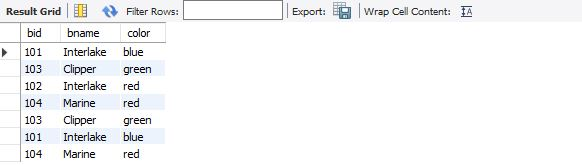 Result Grid Filter Rows: Export: Wrap Cell Content:
bid bname color
101 Interlake blue
103 Clipper green
102 Interlake red
104 Marine red
103 Clipper green
101 Interlake blue
104 Marine red